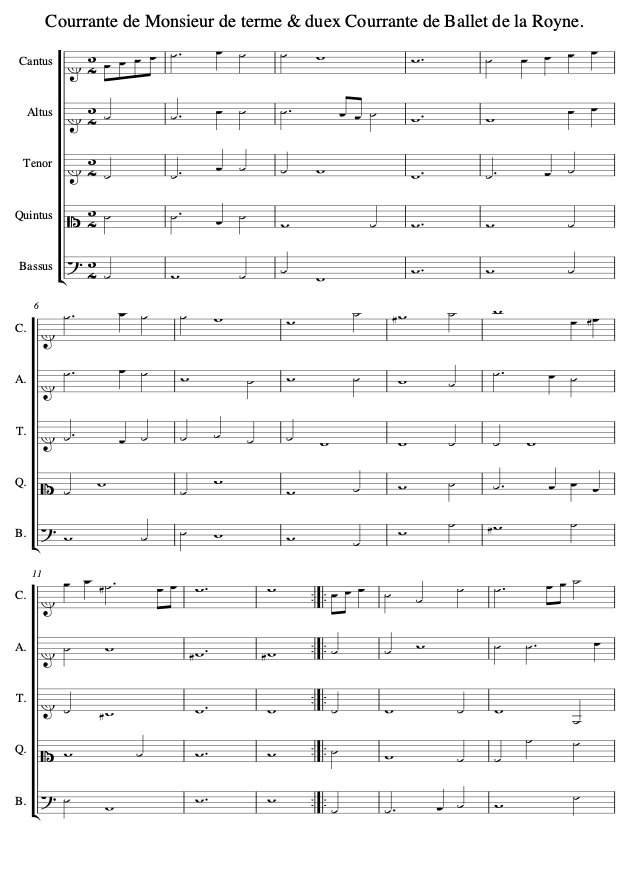 Courrante de Monsieur de terme & duex Courrante de Ballet de la Royne.
Cantus
Altus
Tenor
Quintus
Bassus
6
C.
A.
T.
Q.
B.
11
C.
A.
T.
Q.
B.